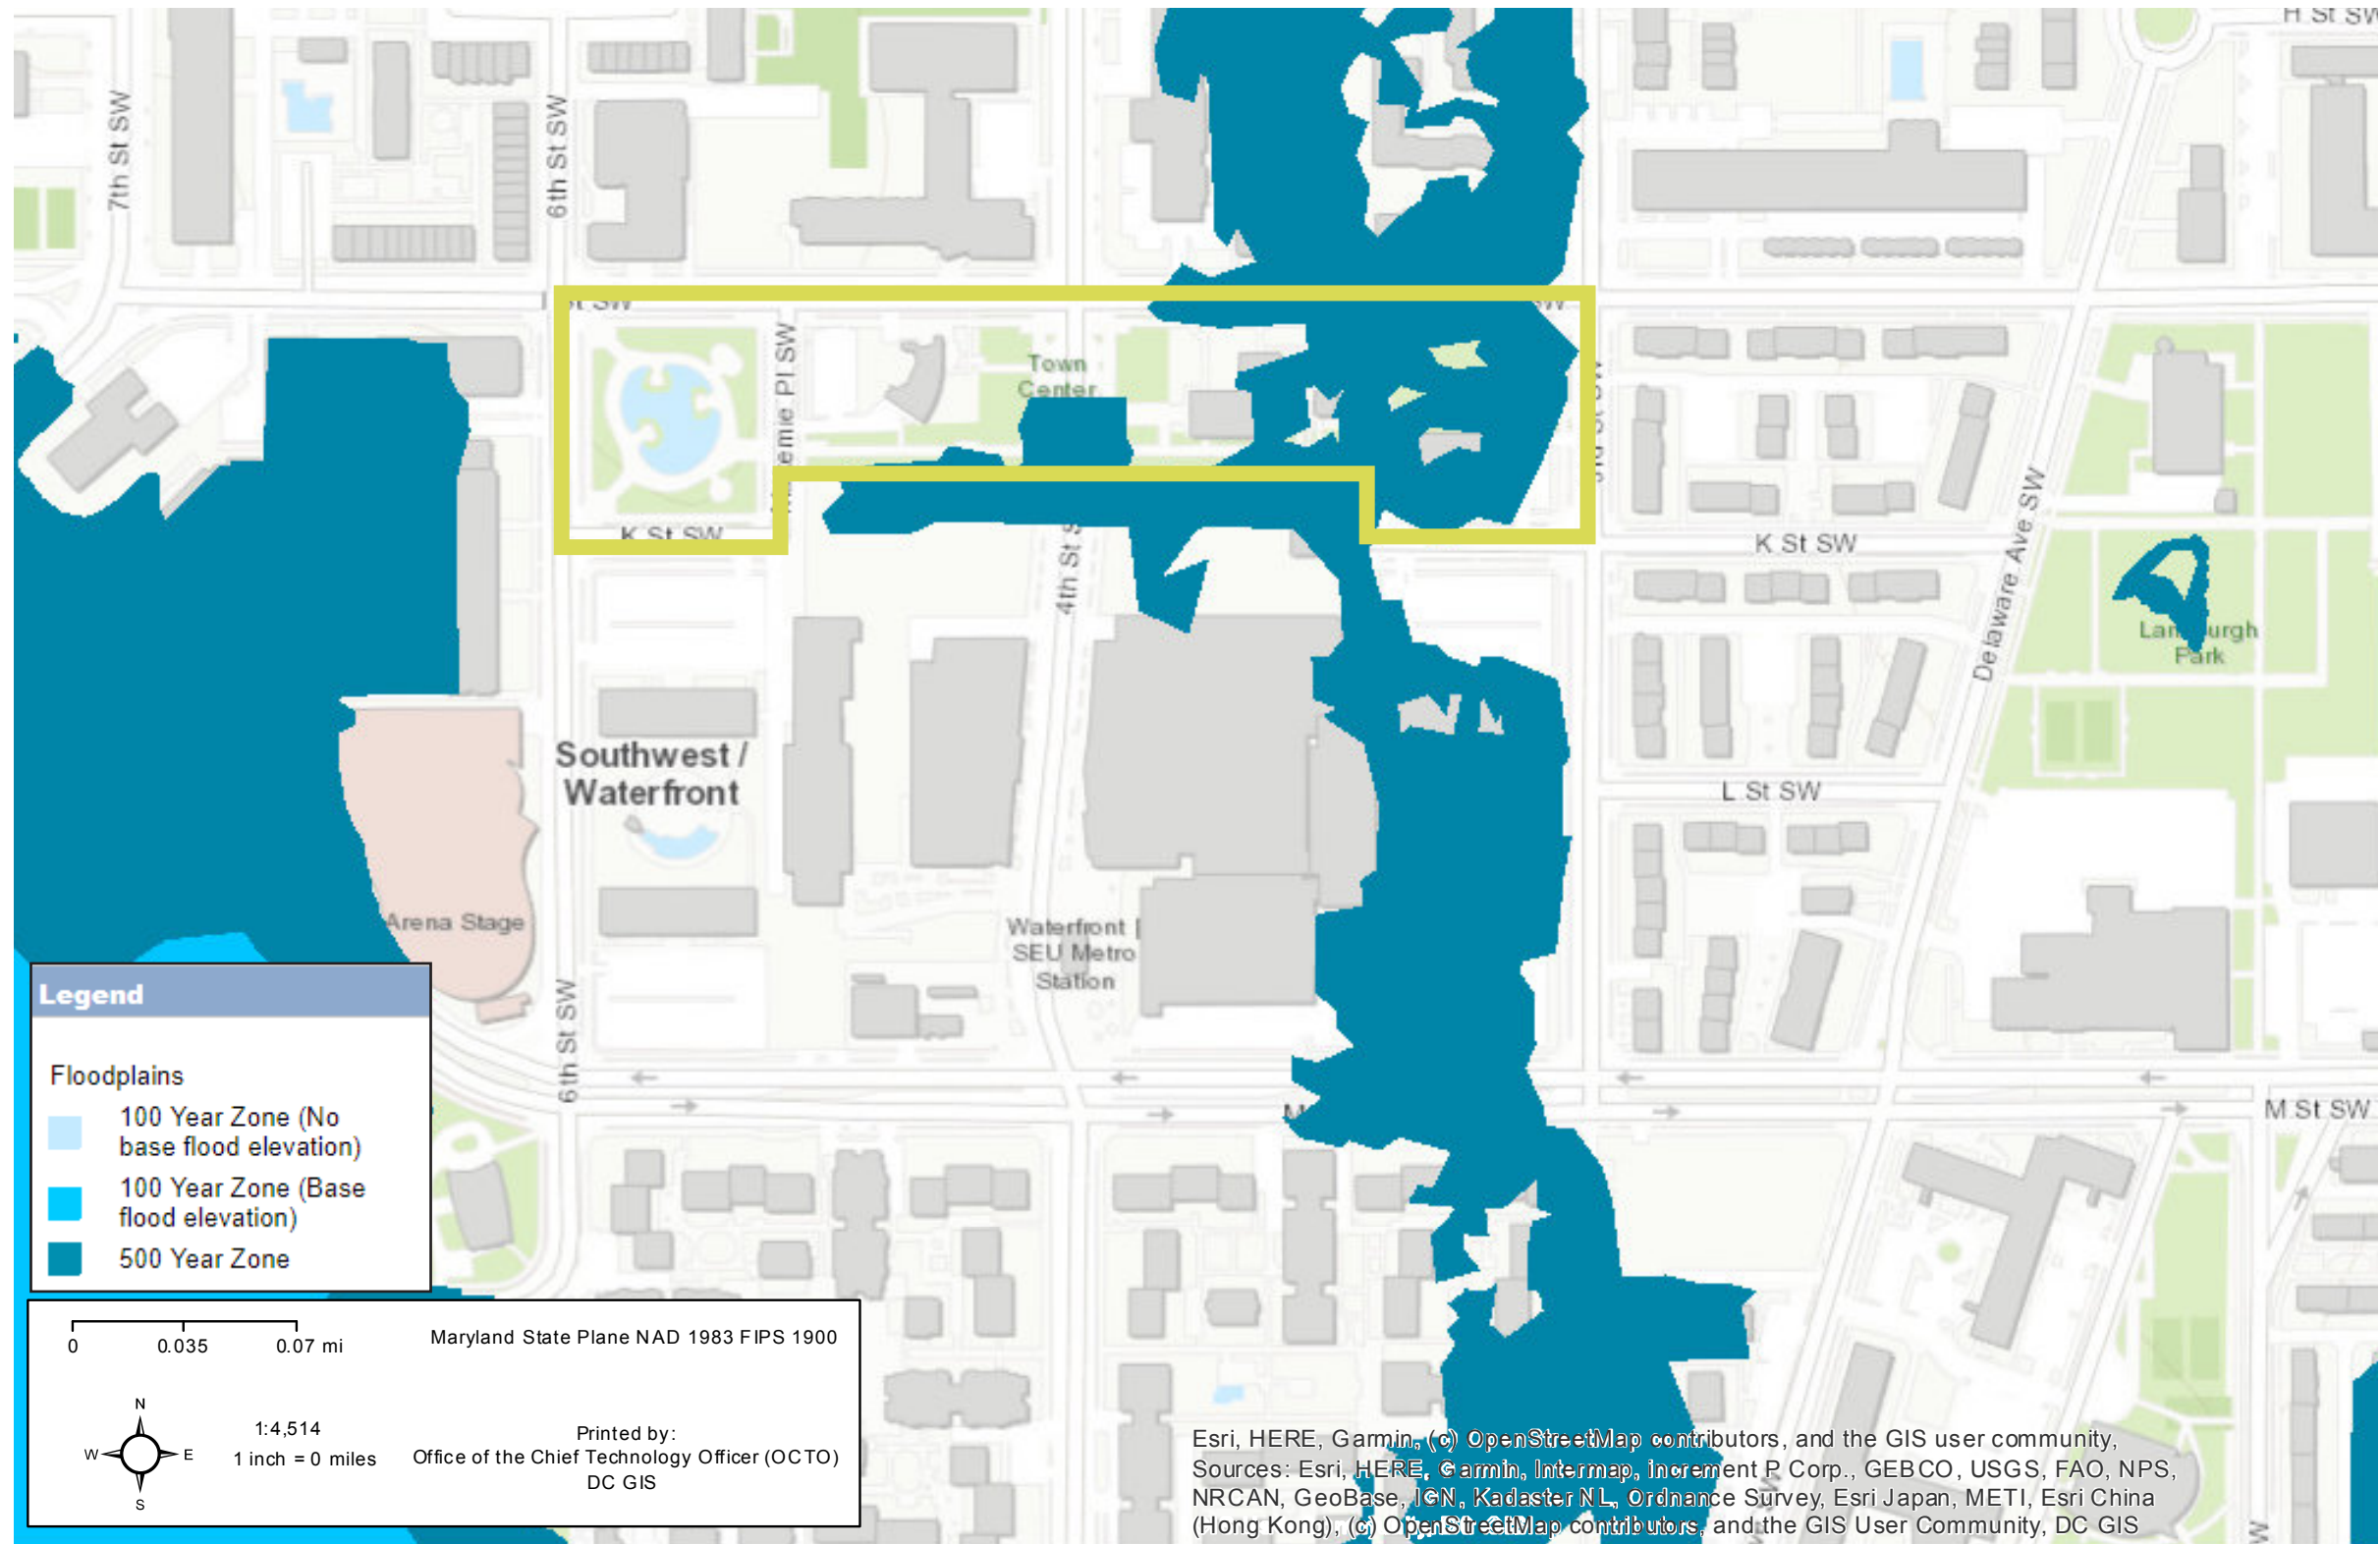 H St SW
7th St SW
6th St SW
St SW
SW
Pl SW
Town
Center
K St SW
4th St S
K St SW
Delaware Ave SW
Park
Southwest /
Waterfront
L St SW
Arena Stage
Waterfront |
SEU Metro
Station
6th St SW
M
M St SW
Legend
Floodplains
100 Year Zone (No
base flood elevation)
100 Year Zone (Base
flood elevation)
500 Year Zone
0 0.035 0.07 mi
Maryland State Plane NAD 1983 FIPS 1900
N
W E
S
1:4,514
1 inch = 0 miles
Printed by:
Office of the Chief Technology Officer (OCTO)
DC GIS
Esri, HERE, Garmin, (c) OpenStreetMap contributors, and the GIS user community,
Sources: Esri, HERE, Garmin, Intermap, increment P Corp., GEBCO, USGS, FAO, NPS,
NRCAN, GeoBase, IGN, Kadaster NL, Ordnance Survey, Esri Japan, METI, Esri China
(Hong Kong), (c) OpenStreetMap contributors, and the GIS User Community, DC GIS